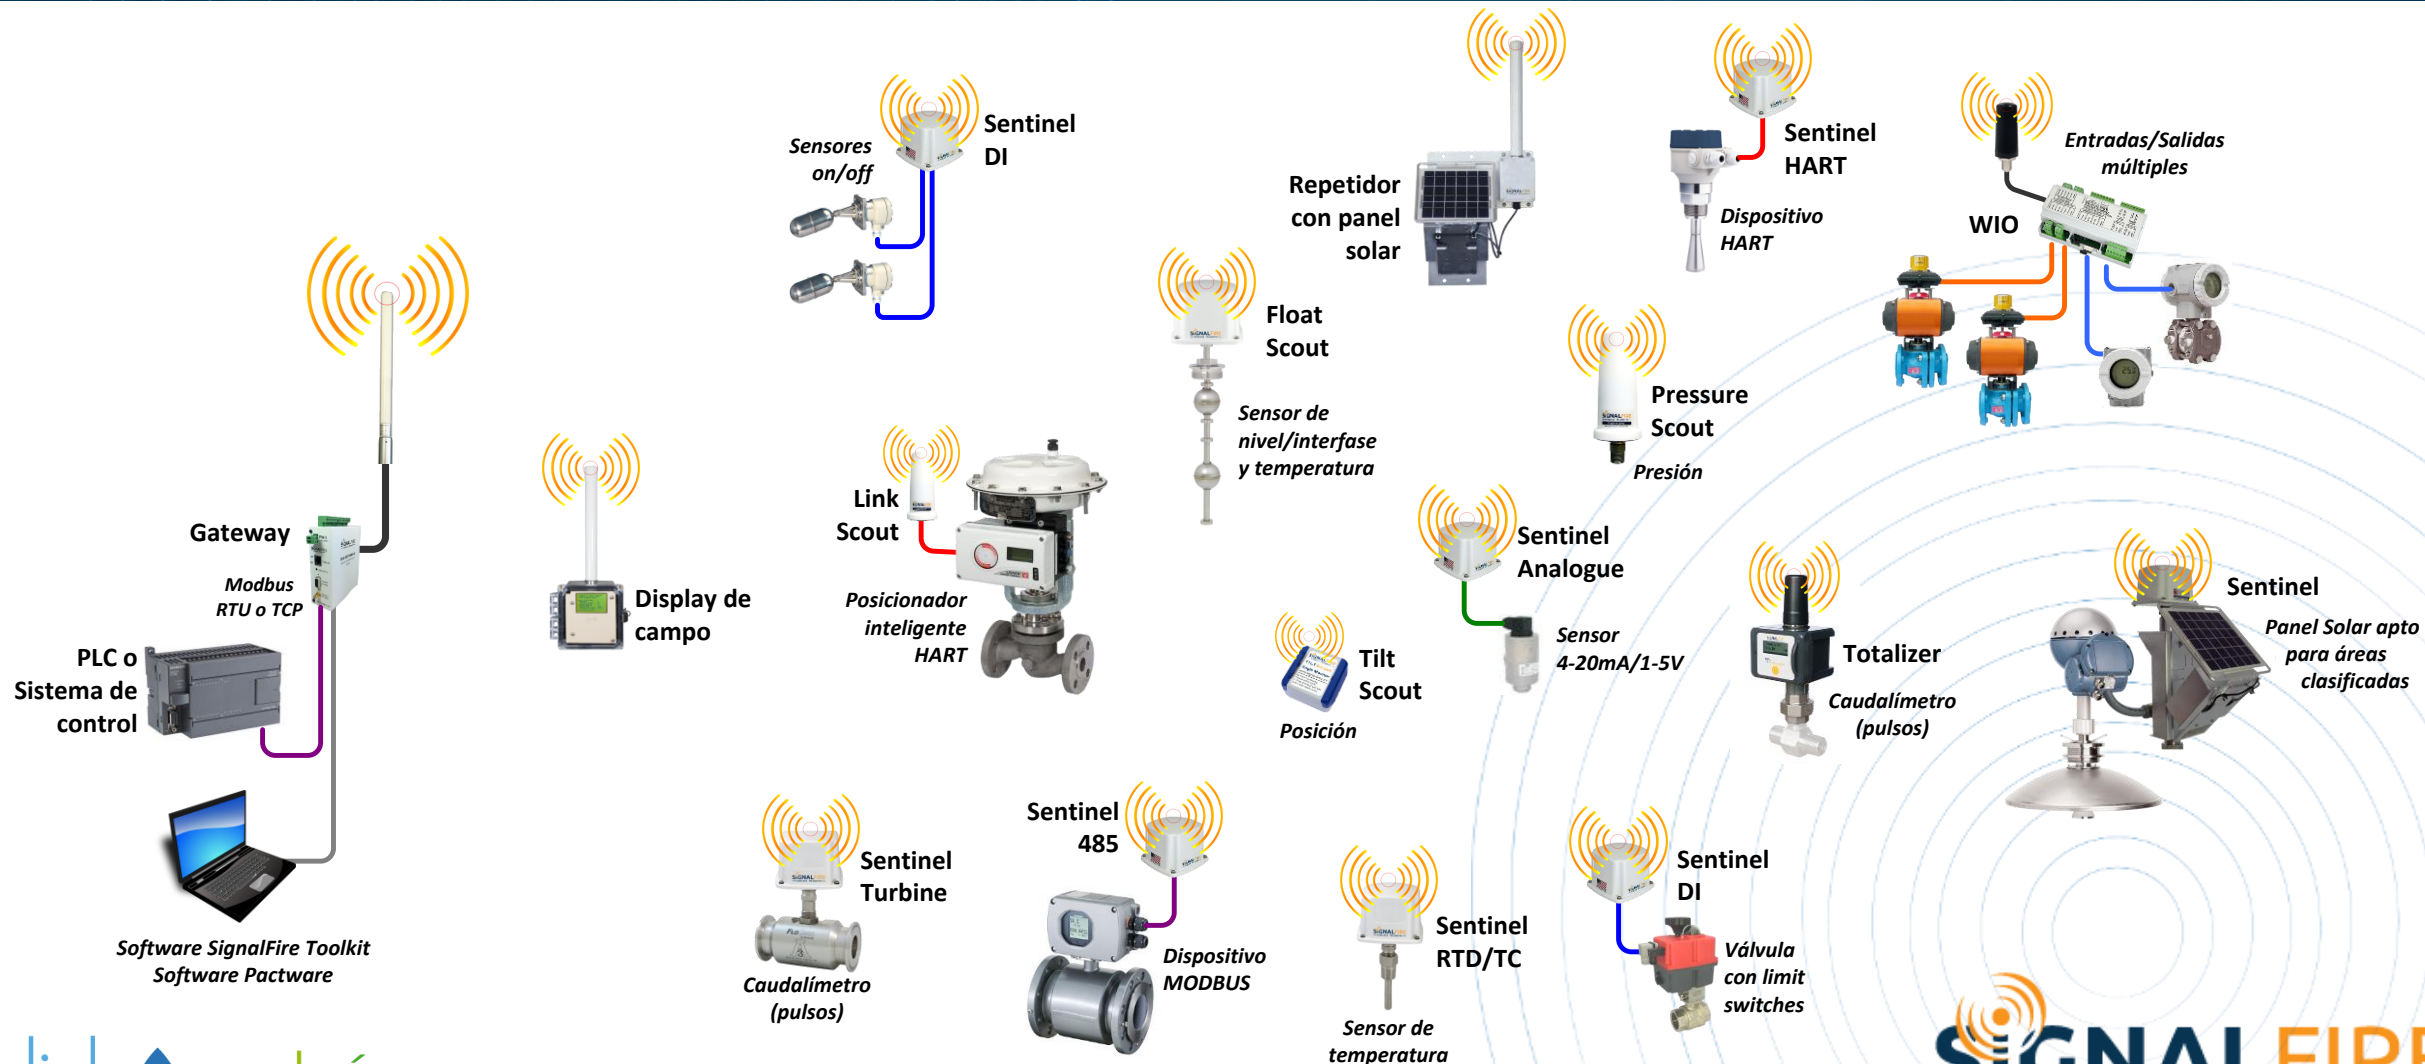 Sensores
on/off
Sentinel
DI
Repetidor
con panel
solar
Sentinel
HART
Dispositivo
HART
Entradas/Salidas
múltiples
WIO
Float
Scout
Sensor de
nivel/interfase
y temperatura
Pressure
Scout
Presión
Gateway
Modbus
RTU o TCP
PLC o
Sistema de
control
Software SignalFire Toolkit
Software Pactware
Display de
campo
Link
Scout
Posicionador
inteligente
HART
Tilt
Scout
Posición
Sentinel
Analogue
Sensor
4-20mA/1-5V
Totalizer
Caudalímetro
(pulsos)
Sentinel
Panel Solar apto
para áreas
clasificadas
Sentinel
Turbine
Caudalímetro
(pulsos)
Sentinel
485
Dispositivo
MODBUS
Sentinel
RTD/TC
Sensor de
temperatura
Sentinel
DI
Válvula
con limit
switches
SIGNAL FIRE